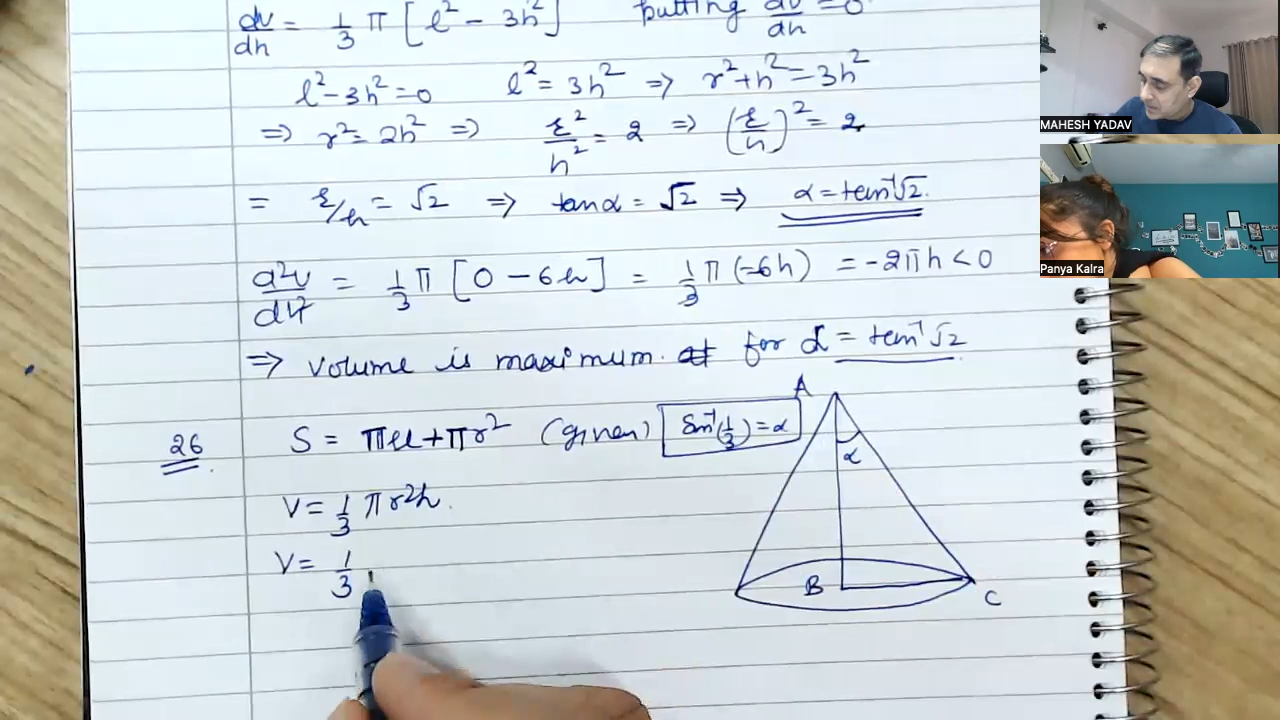 dv/dh = 1/3 π [l² - 3h²] putting dv/dh = 0
l² - 3h² = 0 l² = 3h² ⇒ r² + h² = 3h²
⇒ r² = 2h² ⇒ r²/h² = 2 ⇒ (r/h)² = 2
= r/h = √2 ⇒ tanα = √2 ⇒ α = tan⁻¹√2.
d²v/dh² = 1/3 π [0 - 6h] = 1/3 π (-6h) = -2πh < 0
⇒ volume is maximum. for α = tan⁻¹√2
26 S = πrl + πr² (given) Sin⁻¹(1/3) = α
V = 1/3 πr²h.
V = 1/3
A
α
B
C
MAHESH YADAV
Panya Kalra